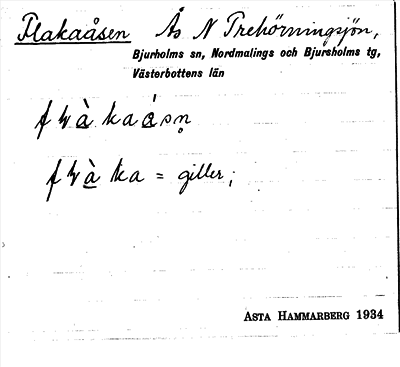 Flakaåsen Ås N Trehörningsjön,
Bjurholms sn, Nordmalings och Bjurholms tg,
Västerbottens län
= giller;
ASTA HAMMARBERG 1934